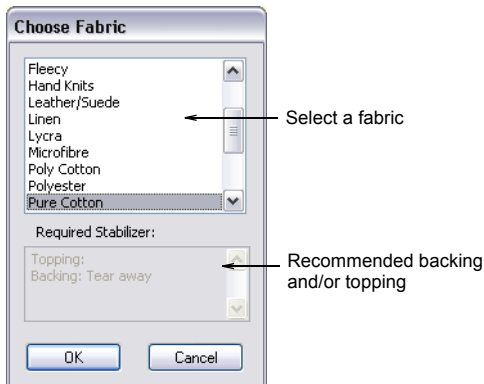 Choose Fabric
Fleecy
Hand Knits
Leather/Suede
Linen
Lycra
Microfibre
Poly Cotton
Polyester
Pure Cotton
Select a fabric
Required Stabilizer:
Topping:
Backing: Tear away
Recommended backing
and/or topping
OK
Cancel